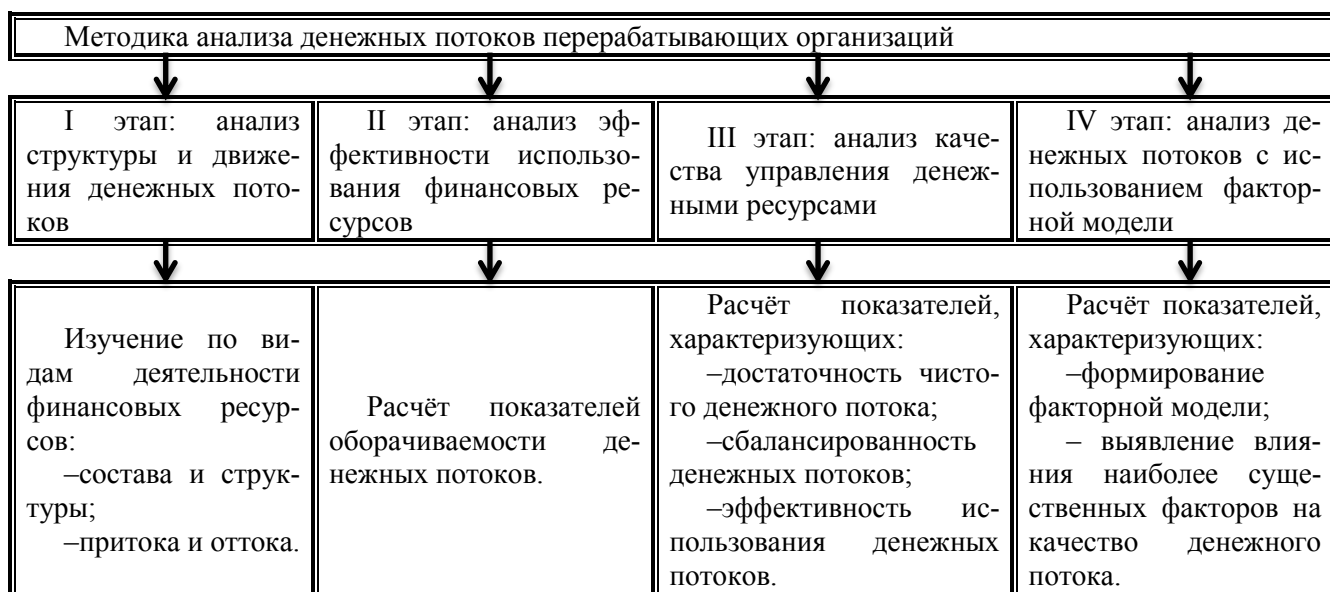 Методика анализа денежных потоков перерабатывающих организаций
I этап: анализ
структуры и движе-
ния денежных пото-
ков
II этап: анализ эф-
фективности использо-
вания финансовых ре-
сурсов
III этап: анализ каче-
ства управления денеж-
ными ресурсами
IV этап: анализ де-
нежных потоков с ис-
пользованием фактор-
ной модели
Изучение по ви-
дам деятельности
финансовых ресур-
сов:
–состава и струк-
туры;
–притока и оттока.
Расчёт показателей
оборачиваемости де-
нежных потоков.
Расчёт показателей,
характеризующих:
–достаточность чисто-
го денежного потока;
–сбалансированность
денежных потоков;
–эффективность ис-
пользования денежных
потоков.
Расчёт показателей,
характеризующих:
–формирование
факторной модели;
– выявление влия-
ния наиболее суще-
ственных факторов на
качество денежного
потока.